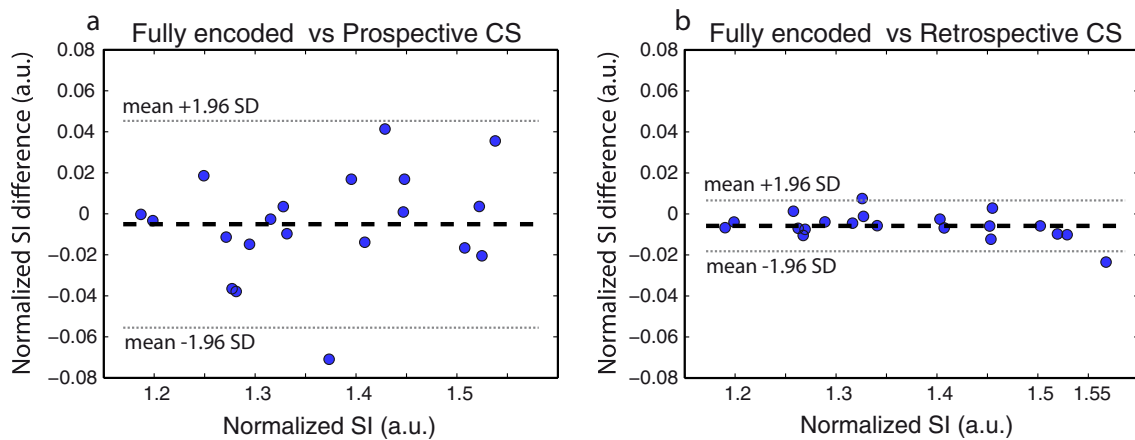 a
Fully encoded vs Prospective CS
Normalized SI difference (a.u.)
0.08
0.06
0.04
0.02
0
−0.02
−0.04
−0.06
−0.08
mean +1.96 SD
mean -1.96 SD
1.2 1.3 1.4 1.5
Normalized SI (a.u.)
b
Fully encoded vs Retrospective CS
Normalized SI difference (a.u.)
0.08
0.06
0.04
0.02
0
−0.02
−0.04
−0.06
−0.08
mean +1.96 SD
mean -1.96 SD
1.2 1.3 1.4 1.5 1.55
Normalized SI (a.u.)